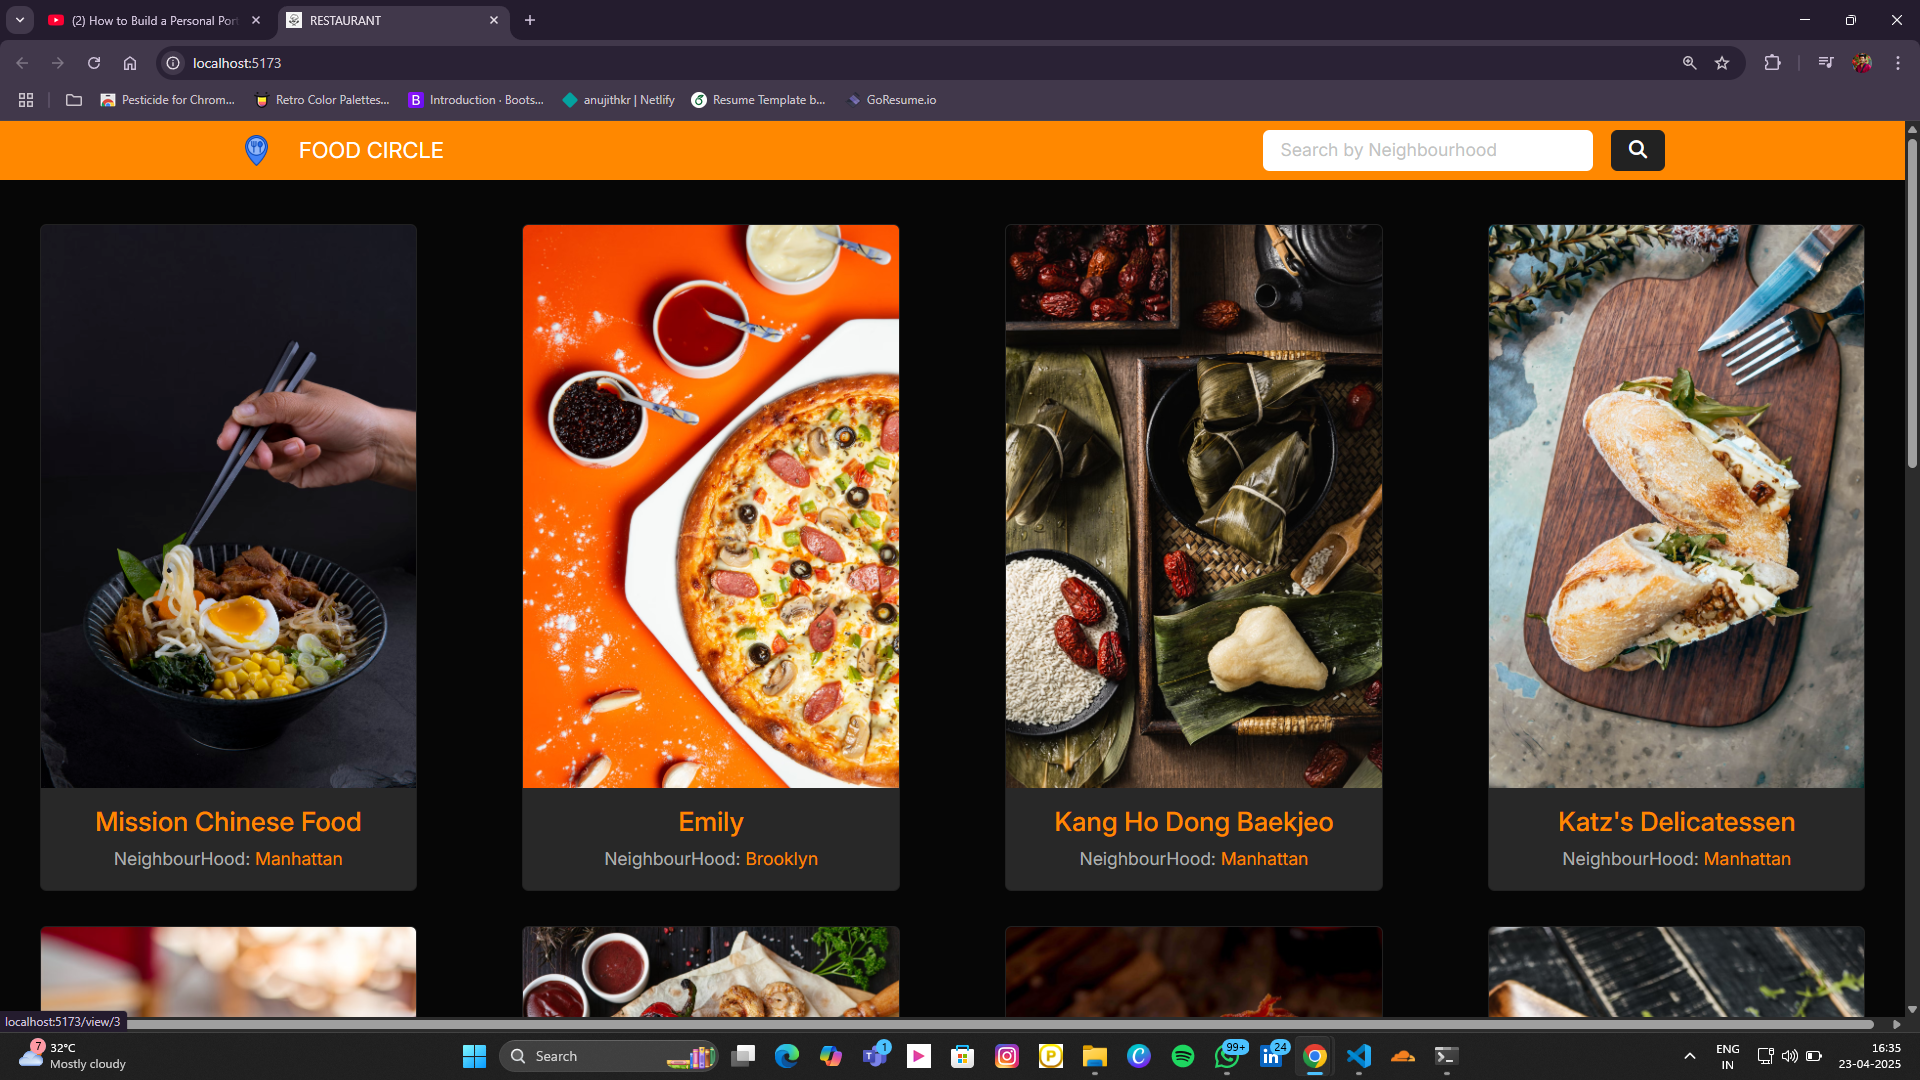 (2) How to Build a Personal Port
RESTAURANT
localhost:5173
Pesticide for Chrom...
Retro Color Palettes...
B Introduction · Boots...
anujithkr | Netlify
Resume Template b...
GoResume.io
FOOD CIRCLE
Search by Neighbourhood
Mission Chinese Food
NeighbourHood: Manhattan
Emily
NeighbourHood: Brooklyn
Kang Ho Dong Baekjeo
NeighbourHood: Manhattan
Katz's Delicatessen
NeighbourHood: Manhattan
localhost:5173/view/3
7
32°C
Mostly cloudy
Search
1
99+
24
ENG
IN
16:35
23-04-2025